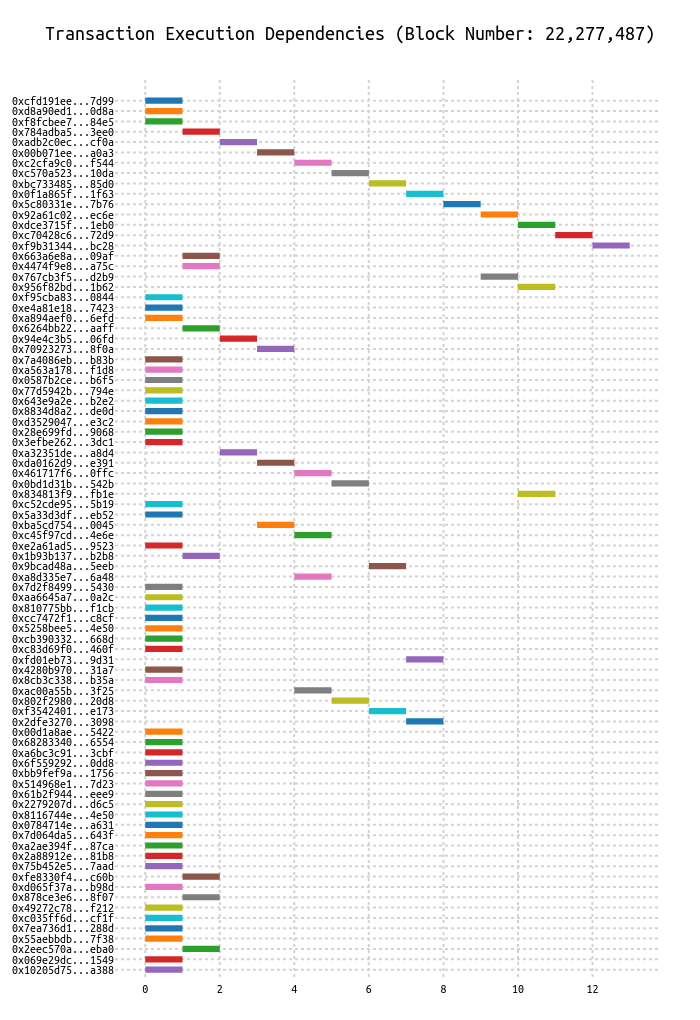 Transaction Execution Dependencies (Block Number: 22,277,487)
0xcfd191ee...7d99
0xd8a90ed1...0d8a
0xf8fcbee7...84e5
0x784adba5...3ee0
0xadb2c0ec...cf0a
0x00b071ee...a0a3
0xc2cfa9c0...f544
0xc570a523...10da
0xbc733485...85d0
0x0f1a865f...1f63
0x5c80331e...7b76
0x92a61c02...ec6e
0xdce3715f...1eb0
0xc70428c6...72d9
0xf9b31344...bc28
0x663a6e8a...09af
0x4474f9e8...a75c
0x767cb3f5...d2b9
0x956f82bd...1b62
0xf95cba83...0844
0xe4a81e18...7423
0xa894aef0...6efd
0x6264bb22...aaff
0x94e4c3b5...06fd
0x70923273...8f0a
0x7a4086eb...b83b
0xa563a178...f1d8
0x0587b2ce...b6f5
0x77d5942b...794e
0x643e9a2e...b2e2
0x8834d8a2...de0d
0xd3529047...e3c2
0x28e699fd...9068
0x3efbe262...3dc1
0xa32351de...a8d4
0xda0162d9...e391
0x461717f6...0ffc
0x0bd1d31b...542b
0x834813f9...fb1e
0xc52cde95...5b19
0x5a33d3df...eb52
0xba5cd754...0045
0xc45f97cd...4e6e
0xe2a61ad5...9523
0x1b93b137...b2b8
0x9bcad48a...5eeb
0xa8d335e7...6a48
0x7d2f8499...5430
0xaa6645a7...0a2c
0x810775bb...f1cb
0xcc7472f1...c8cf
0x5258bee5...4e50
0xcb390332...668d
0xc83d69f0...460f
0xfd01eb73...9d31
0x4280b970...31a7
0x8cb3c338...b35a
0xac00a55b...3f25
0x802f2980...20d8
0xf3542401...e173
0x2dfe3270...3098
0x00d1a8ae...5422
0x68283340...6554
0xa6bc3c91...3cbf
0x6f559292...0dd8
0xbb9fef9a...1756
0x514968e1...7d23
0x61b2f944...eee9
0x2279207d...d6c5
0x8116744e...4e50
0x0784714e...a631
0x7d064da5...643f
0xa2ae394f...87ca
0x2a88912e...81b8
0x75b452e5...7aad
0xfe8330f4...c60b
0xd065f37a...b98d
0x878ce3e6...8f07
0x49272c78...f212
0xc035ff6d...cf1f
0x7ea736d1...288d
0x55aebbdb...7f38
0x2eec570a...eba0
0x069e29dc...1549
0x10205d75...a388
0 2 4 6 8 10 12